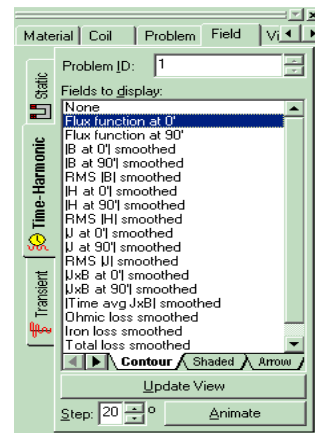 Material Coil Problem Field Vi
Static
Time-Harmonic
Transient
Problem ID: 1
Fields to display:
None
Flux function at 0°
Flux function at 90°
|B at 0°| smoothed
|B at 90°| smoothed
RMS |B| smoothed
|H at 0°| smoothed
|H at 90°| smoothed
RMS |H| smoothed
|J at 0°| smoothed
|J at 90°| smoothed
RMS |J| smoothed
|JxB at 0°| smoothed
|JxB at 90°| smoothed
|Time avg JxB| smoothed
Ohmic loss smoothed
Iron loss smoothed
Total loss smoothed
Contour Shaded Arrow
Update View
Step: 20 ° Animate